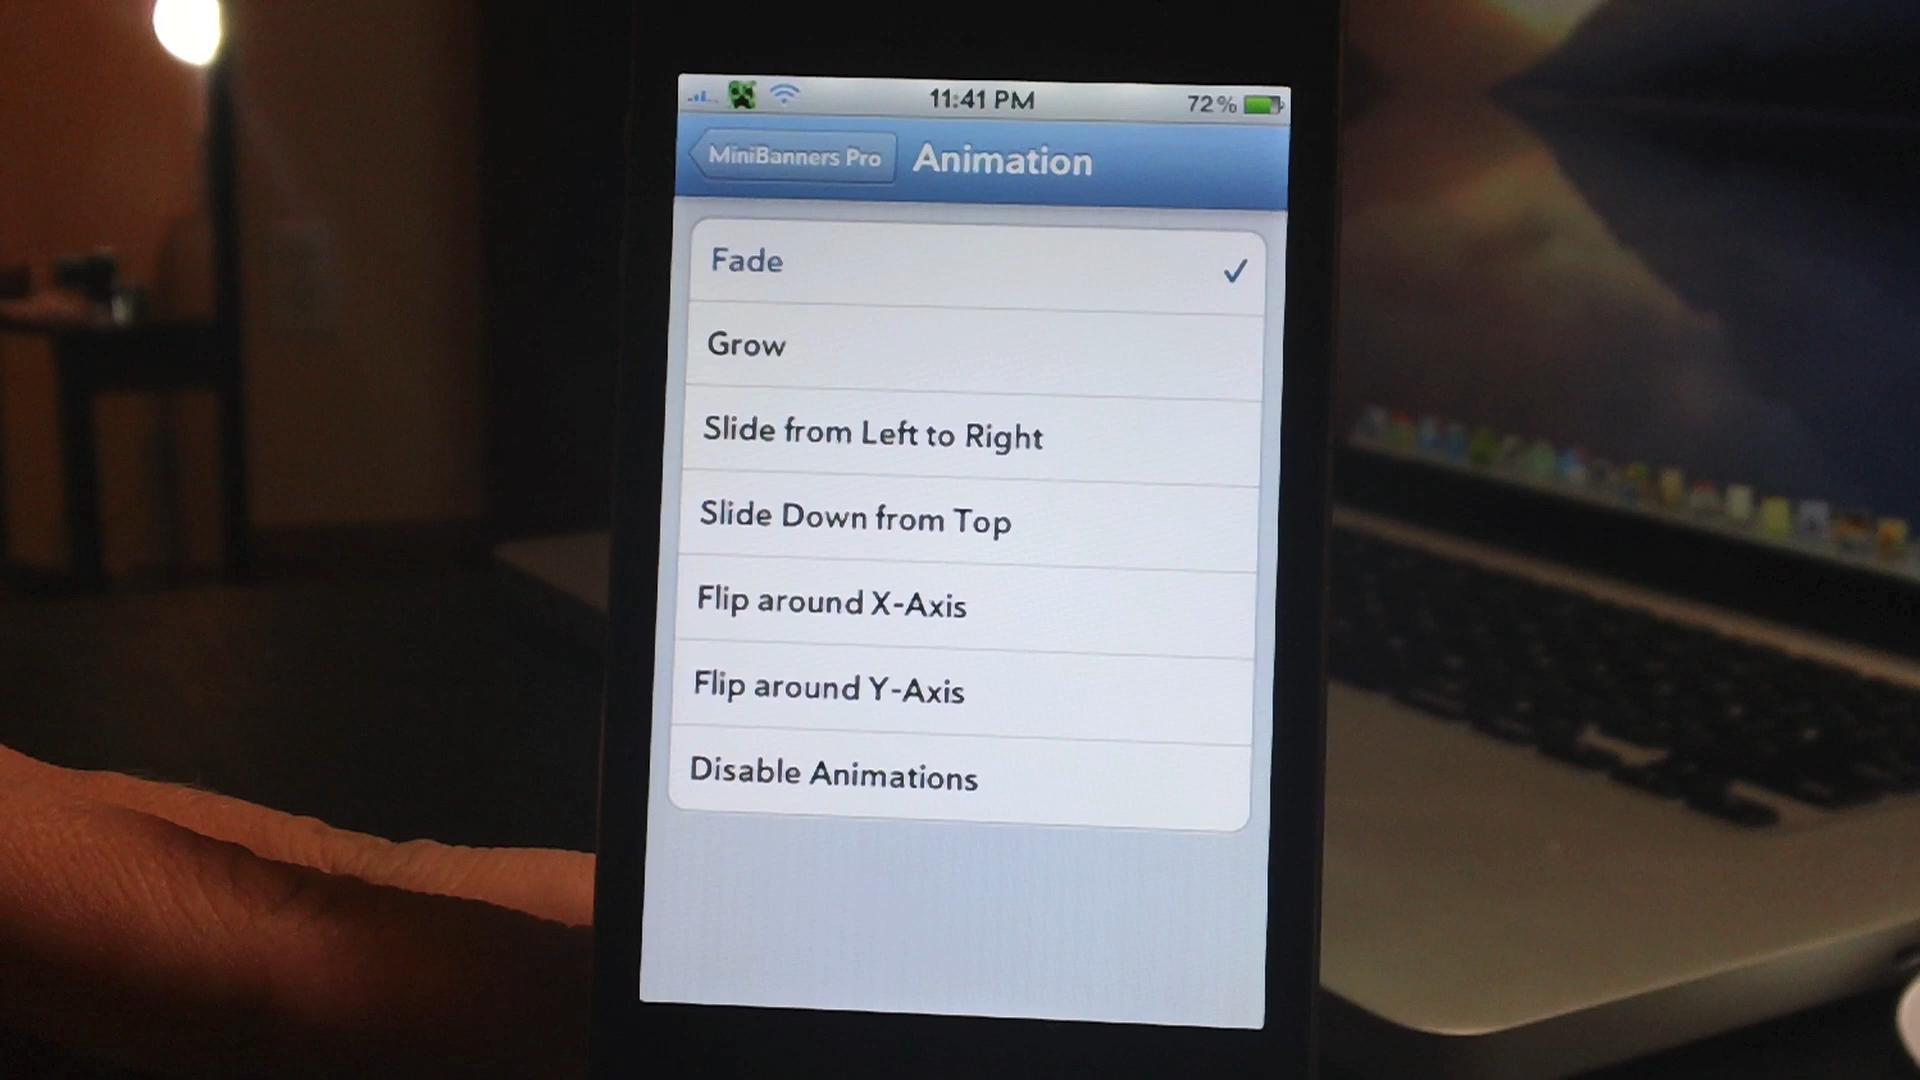 11:41 PM
72%
MiniBanners Pro
Animation
Fade
Grow
Slide from Left to Right
Slide Down from Top
Flip around X-Axis
Flip around Y-Axis
Disable Animations